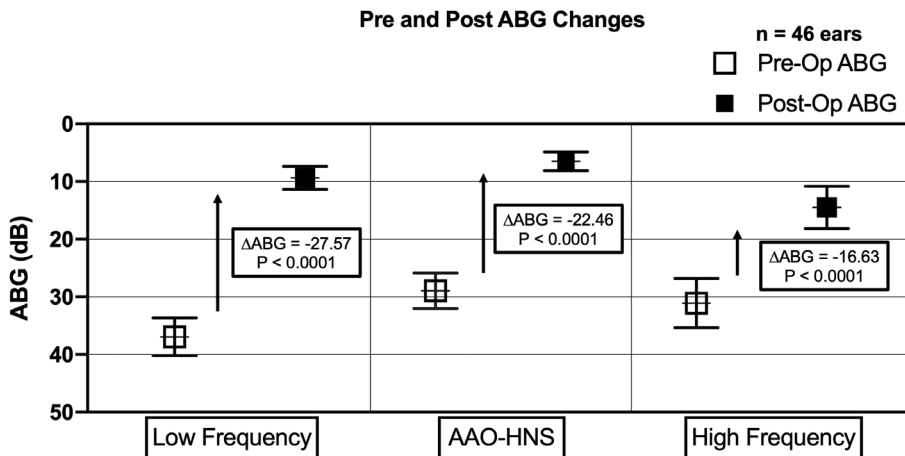 Pre and Post ABG Changes
n = 46 ears
Pre-Op ABG
Post-Op ABG
ABG (dB)
0
10
20
30
40
50
ΔABG = -27.57
P < 0.0001
ΔABG = -22.46
P < 0.0001
ΔABG = -16.63
P < 0.0001
Low Frequency
AAO-HNS
High Frequency